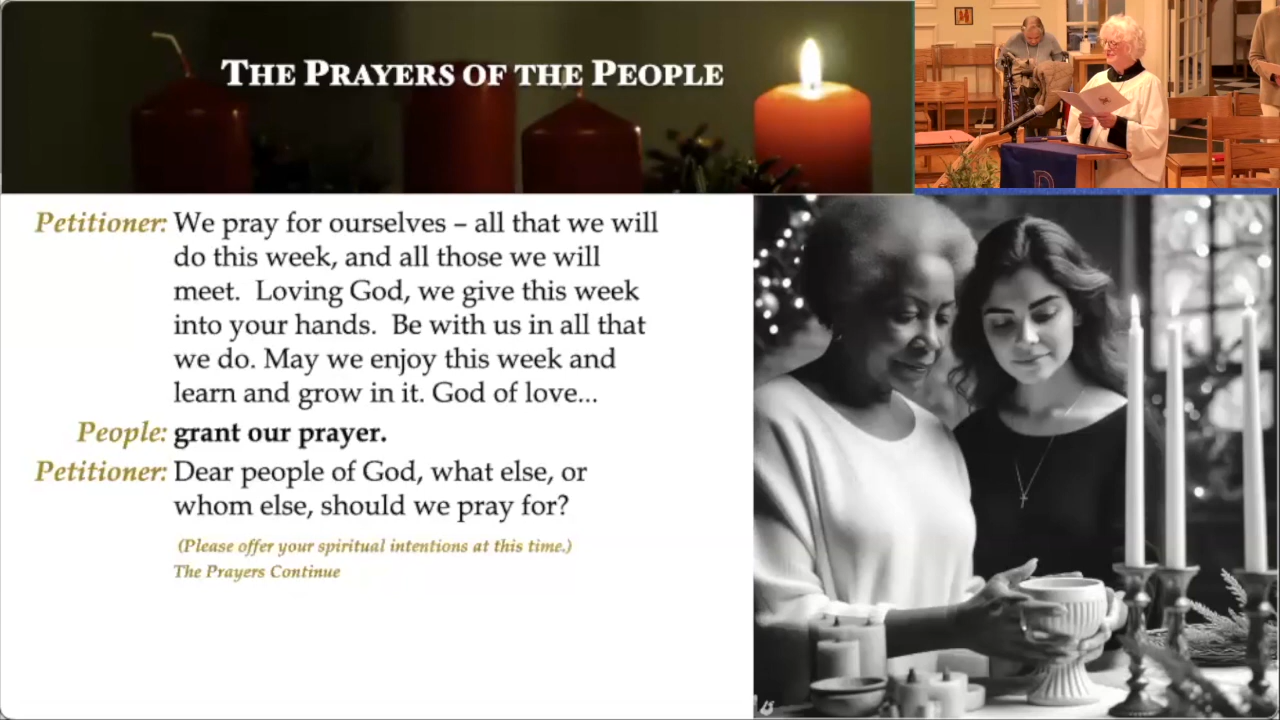 THE PRAYERS OF THE PEOPLE
Petitioner: We pray for ourselves – all that we will
do this week, and all those we will
meet.  Loving God, we give this week
into your hands.  Be with us in all that
we do. May we enjoy this week and
learn and grow in it. God of love...
People: grant our prayer.
Petitioner: Dear people of God, what else, or
whom else, should we pray for?
(Please offer your spiritual intentions at this time.)
The Prayers Continue